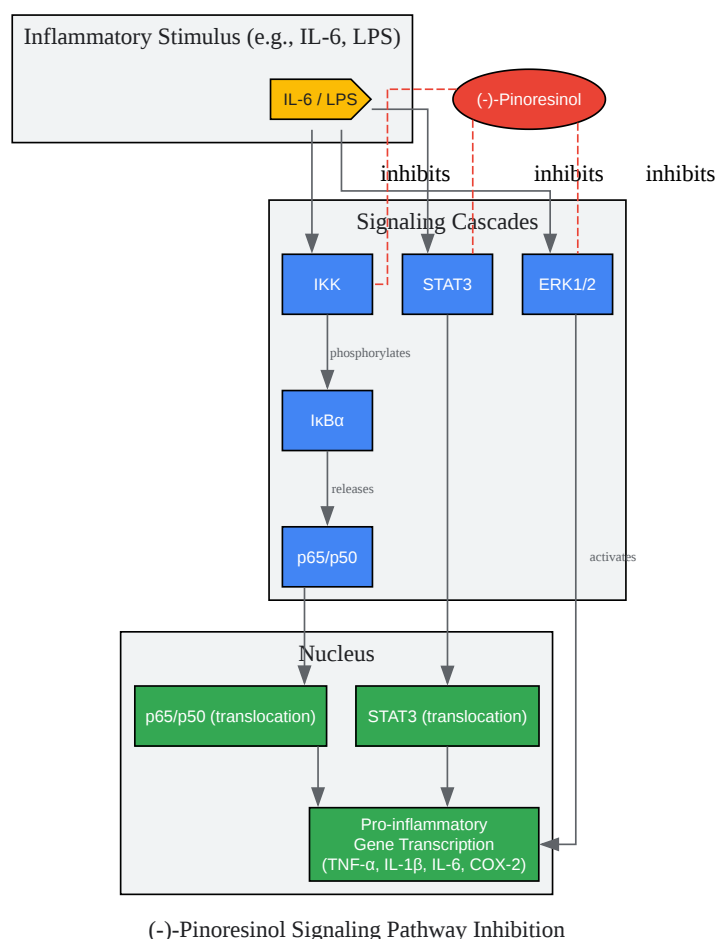 Inflammatory Stimulus (e.g., IL-6, LPS)
IL-6 / LPS
(-)-Pinoresinol
inhibits
inhibits
inhibits
Signaling Cascades
IKK
STAT3
ERK1/2
phosphorylates
IκBα
releases
p65/p50
activates
Nucleus
p65/p50 (translocation)
STAT3 (translocation)
Pro-inflammatory
Gene Transcription
(TNF-α, IL-1β, IL-6, COX-2)
(-)-Pinoresinol Signaling Pathway Inhibition